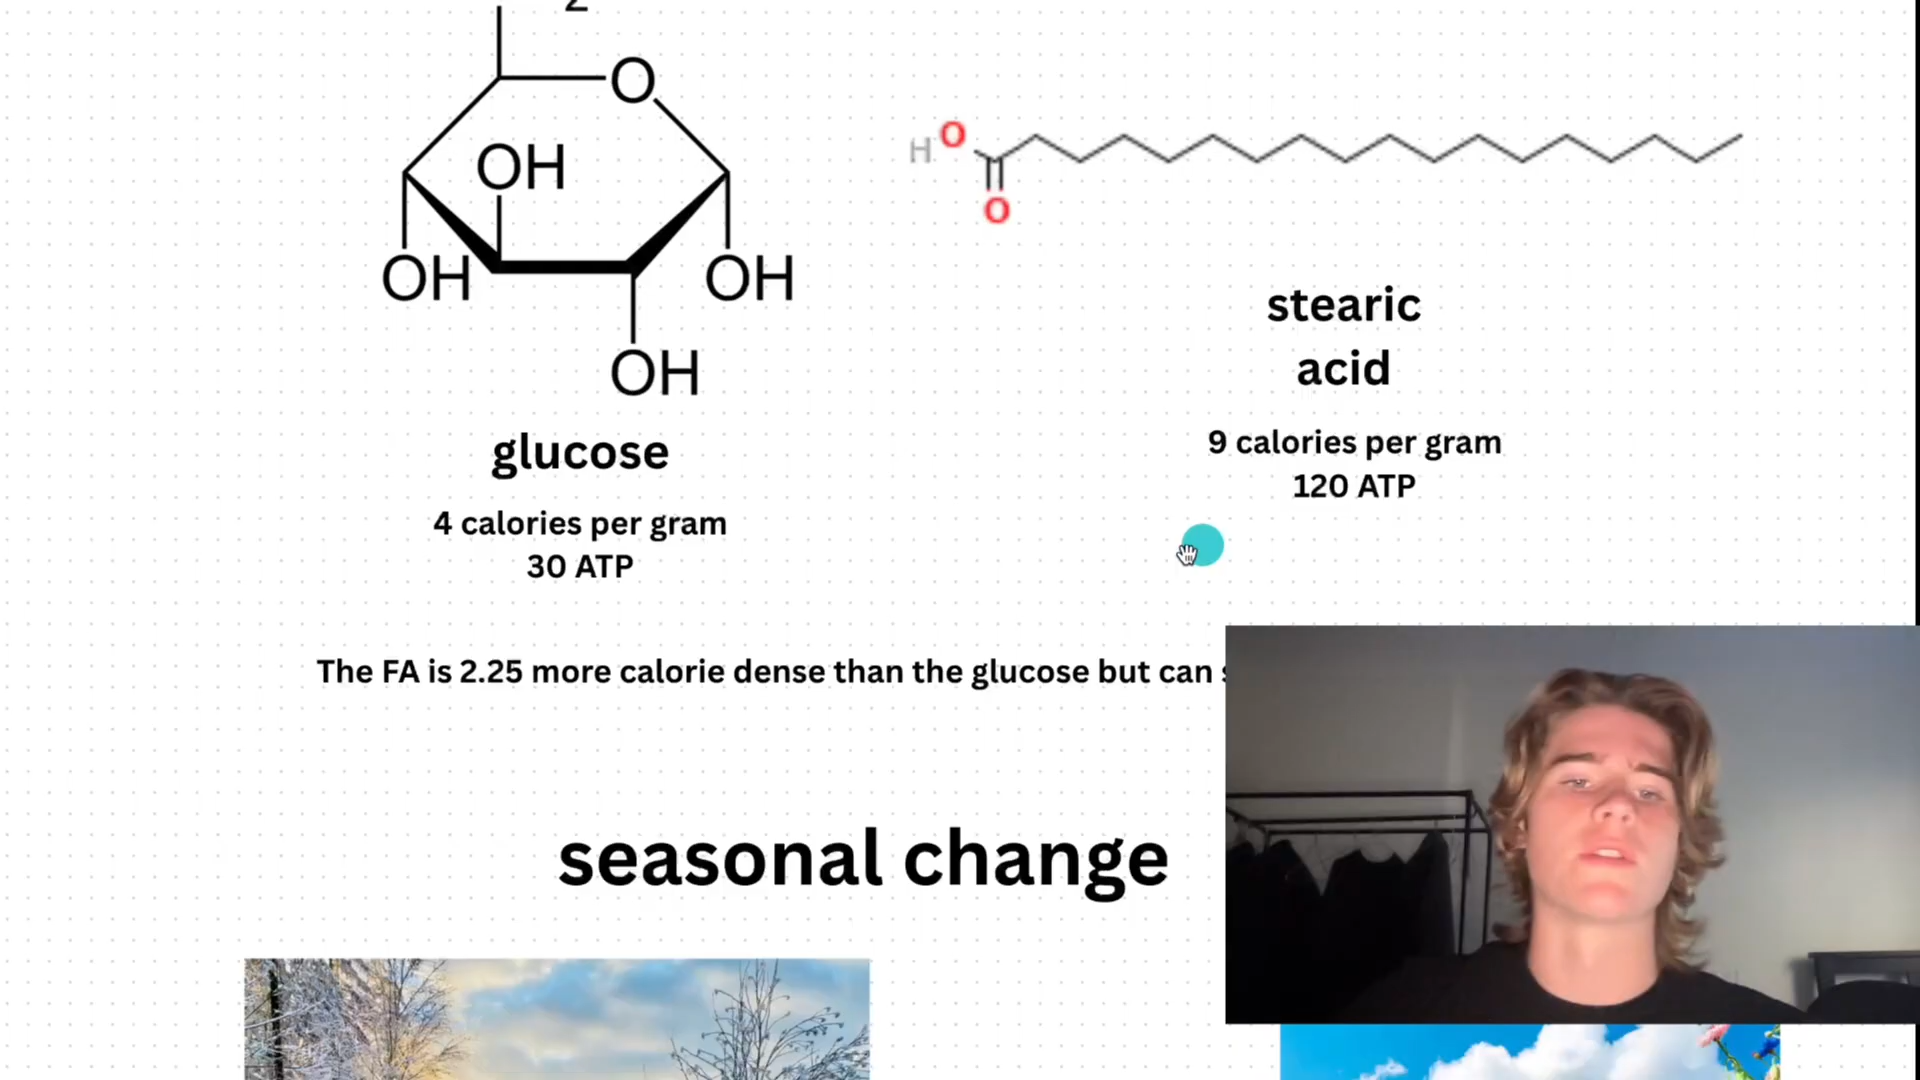 O
OH
OH
OH
OH
H
O
O
glucose
4 calories per gram
30 ATP
stearic
acid
9 calories per gram
120 ATP
The FA is 2.25 more calorie dense than the glucose but can
seasonal change